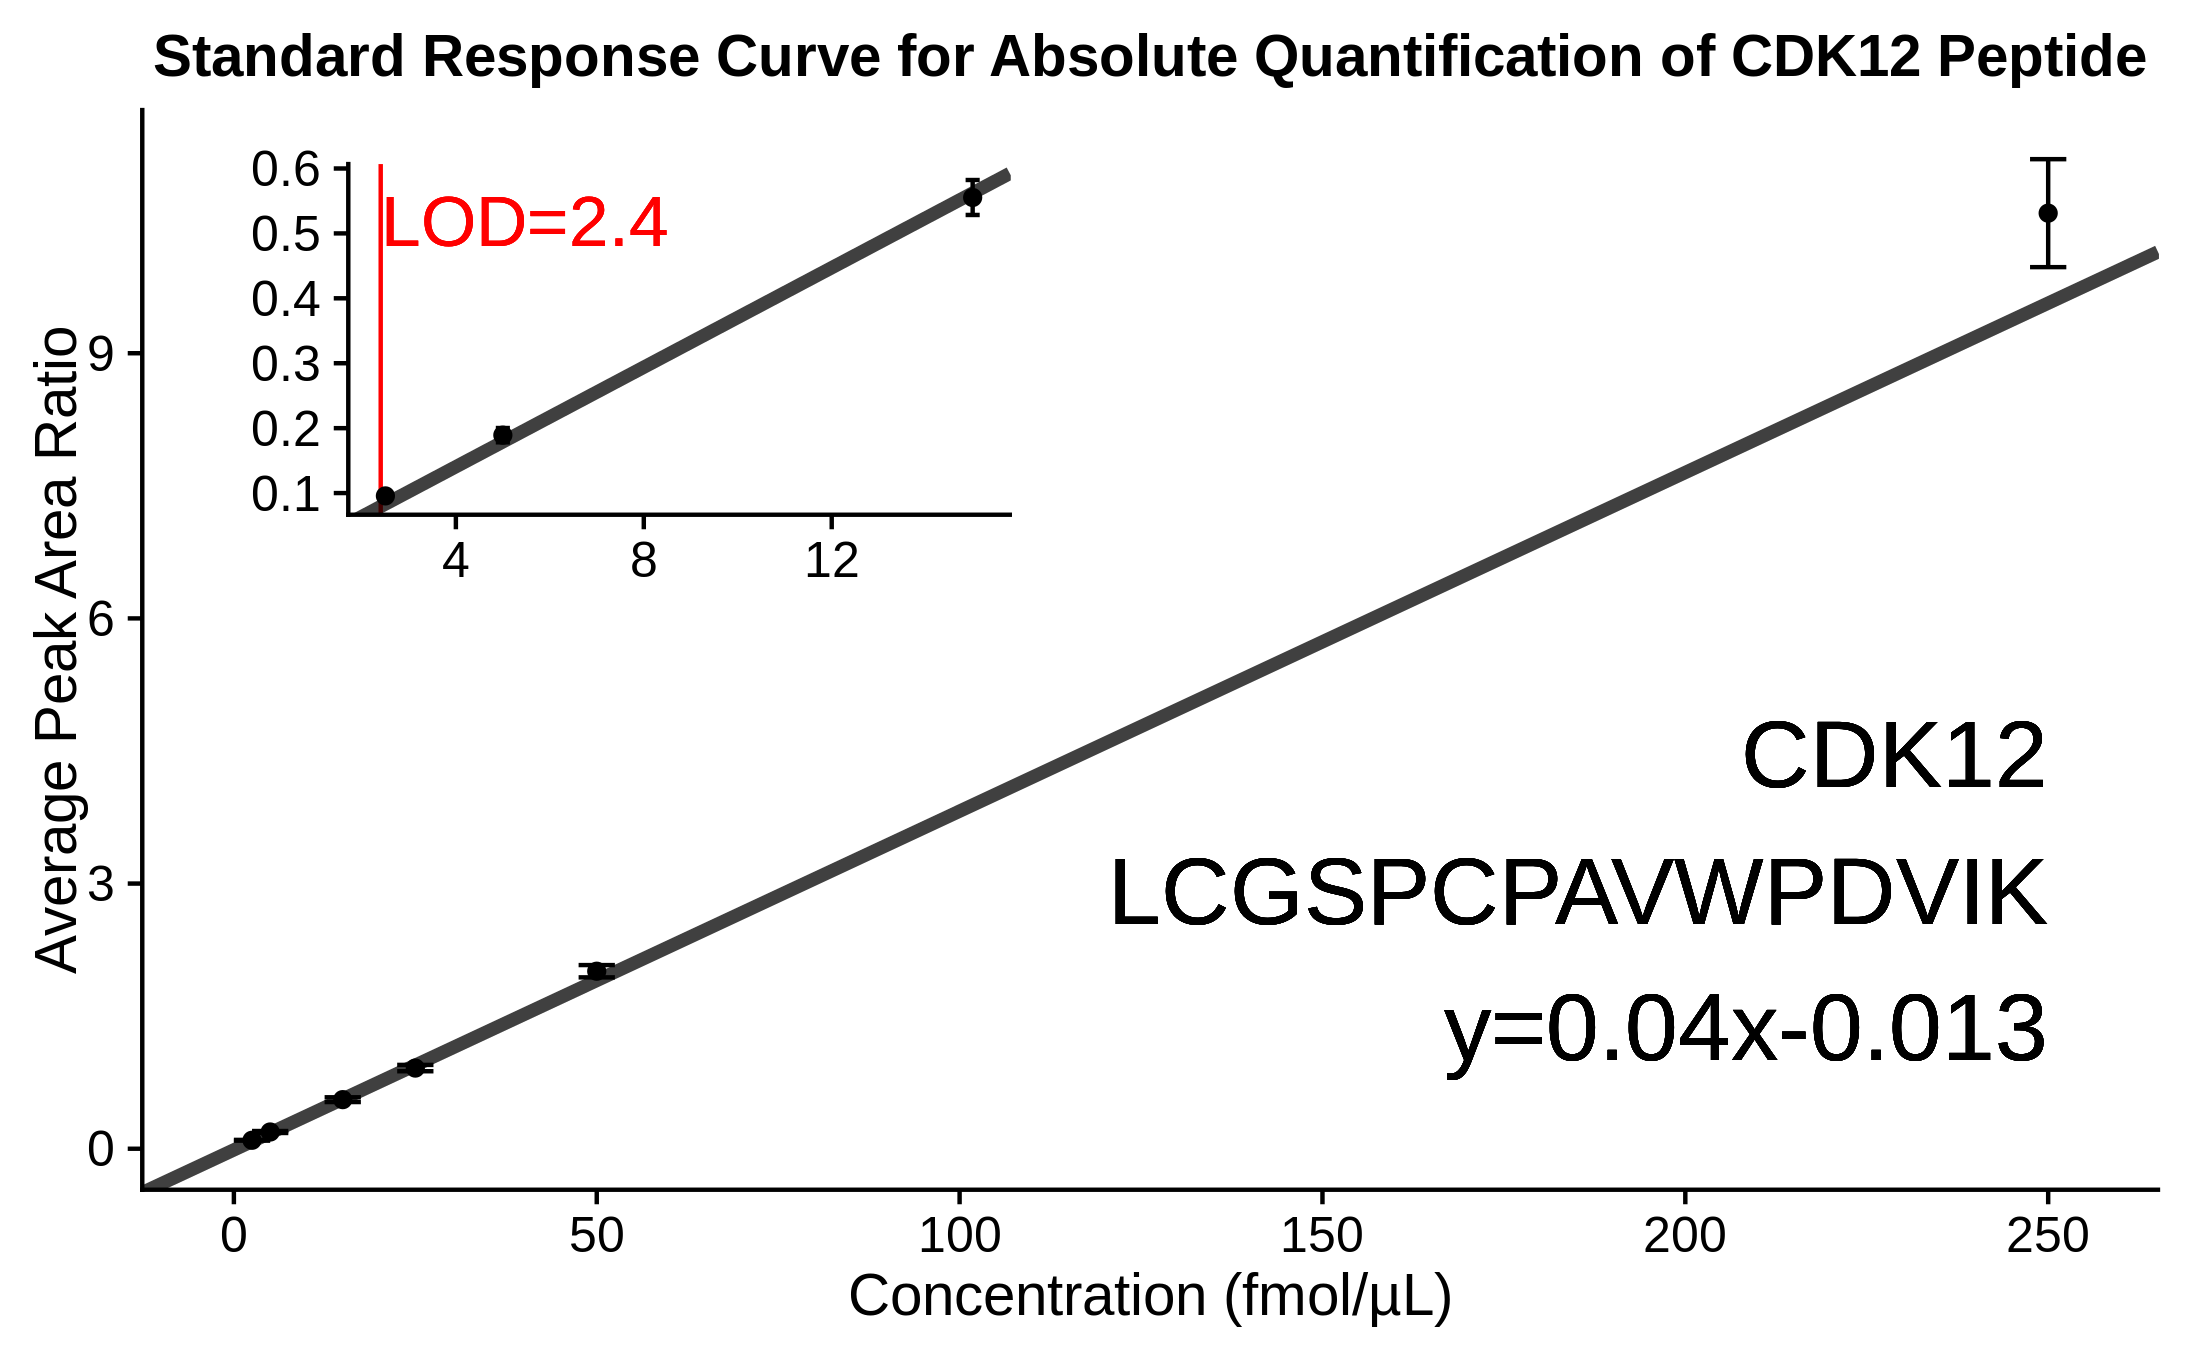 Standard Response Curve for Absolute Quantification of CDK12 Peptide
Average Peak Area Ratio
9
6
3
0
0.6
0.5
0.4
0.3
0.2
0.1
LOD=2.4
4 8 12
CDK12
LCGSPCPAVWPDVIK
y=0.04x-0.013
0 50 100 150 200 250
Concentration (fmol/µL)